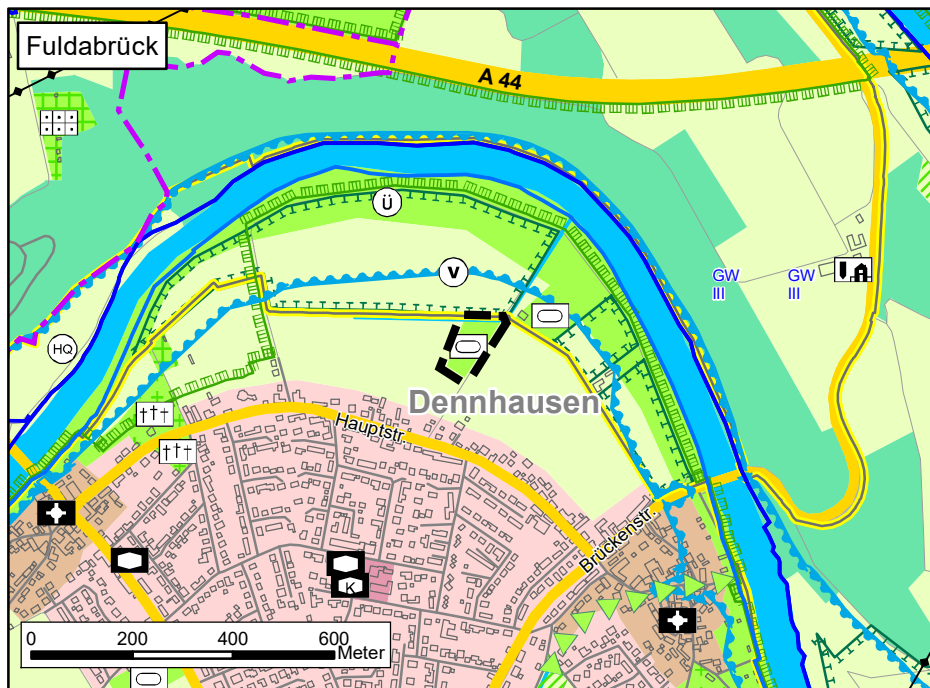 Fuldabrück
A 44
Ü
V
GW
III
GW
III
HQ
Dennhausen
Hauptstr.
Brückenstr.
K
0 200 400 600
Meter